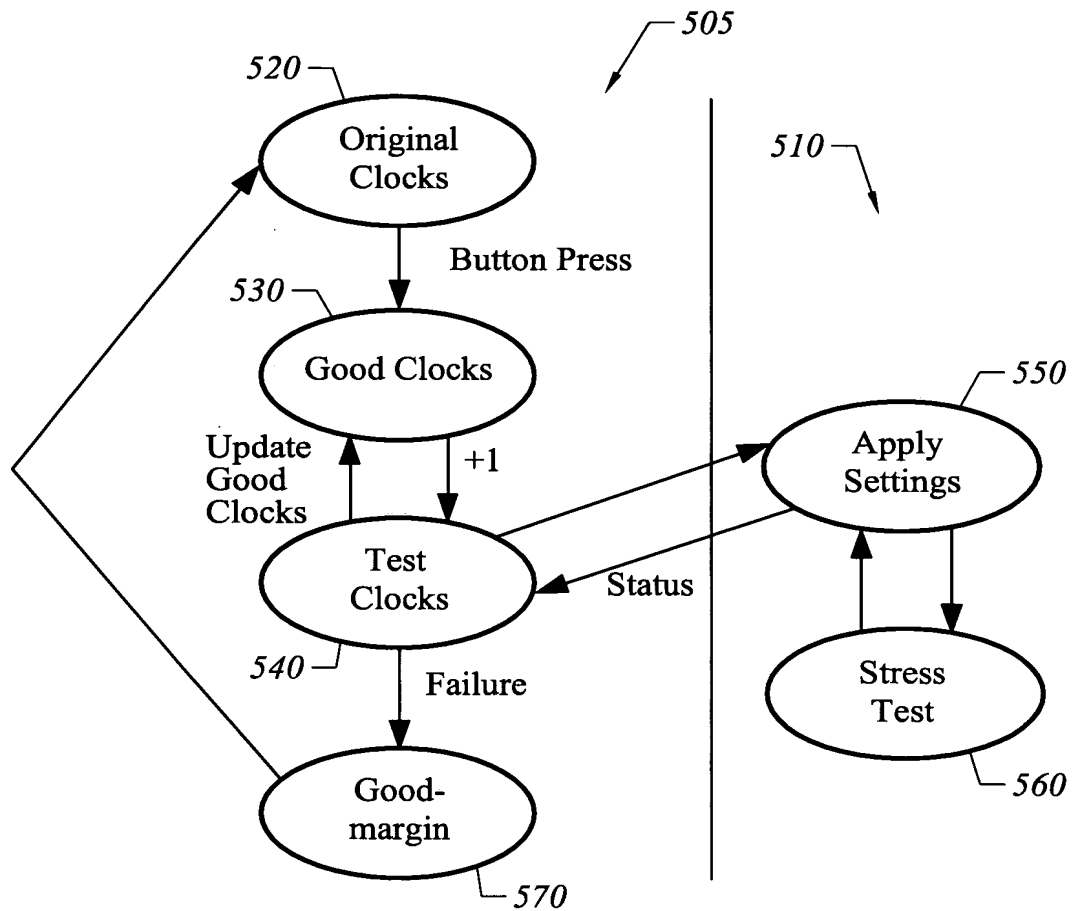 505
520
Original
Clocks
510
Button Press
530
Good Clocks
550
Update
Good
Clocks
+1
Apply
Settings
Test
Clocks
Status
540
Failure
Stress
Test
560
Good-
margin
570